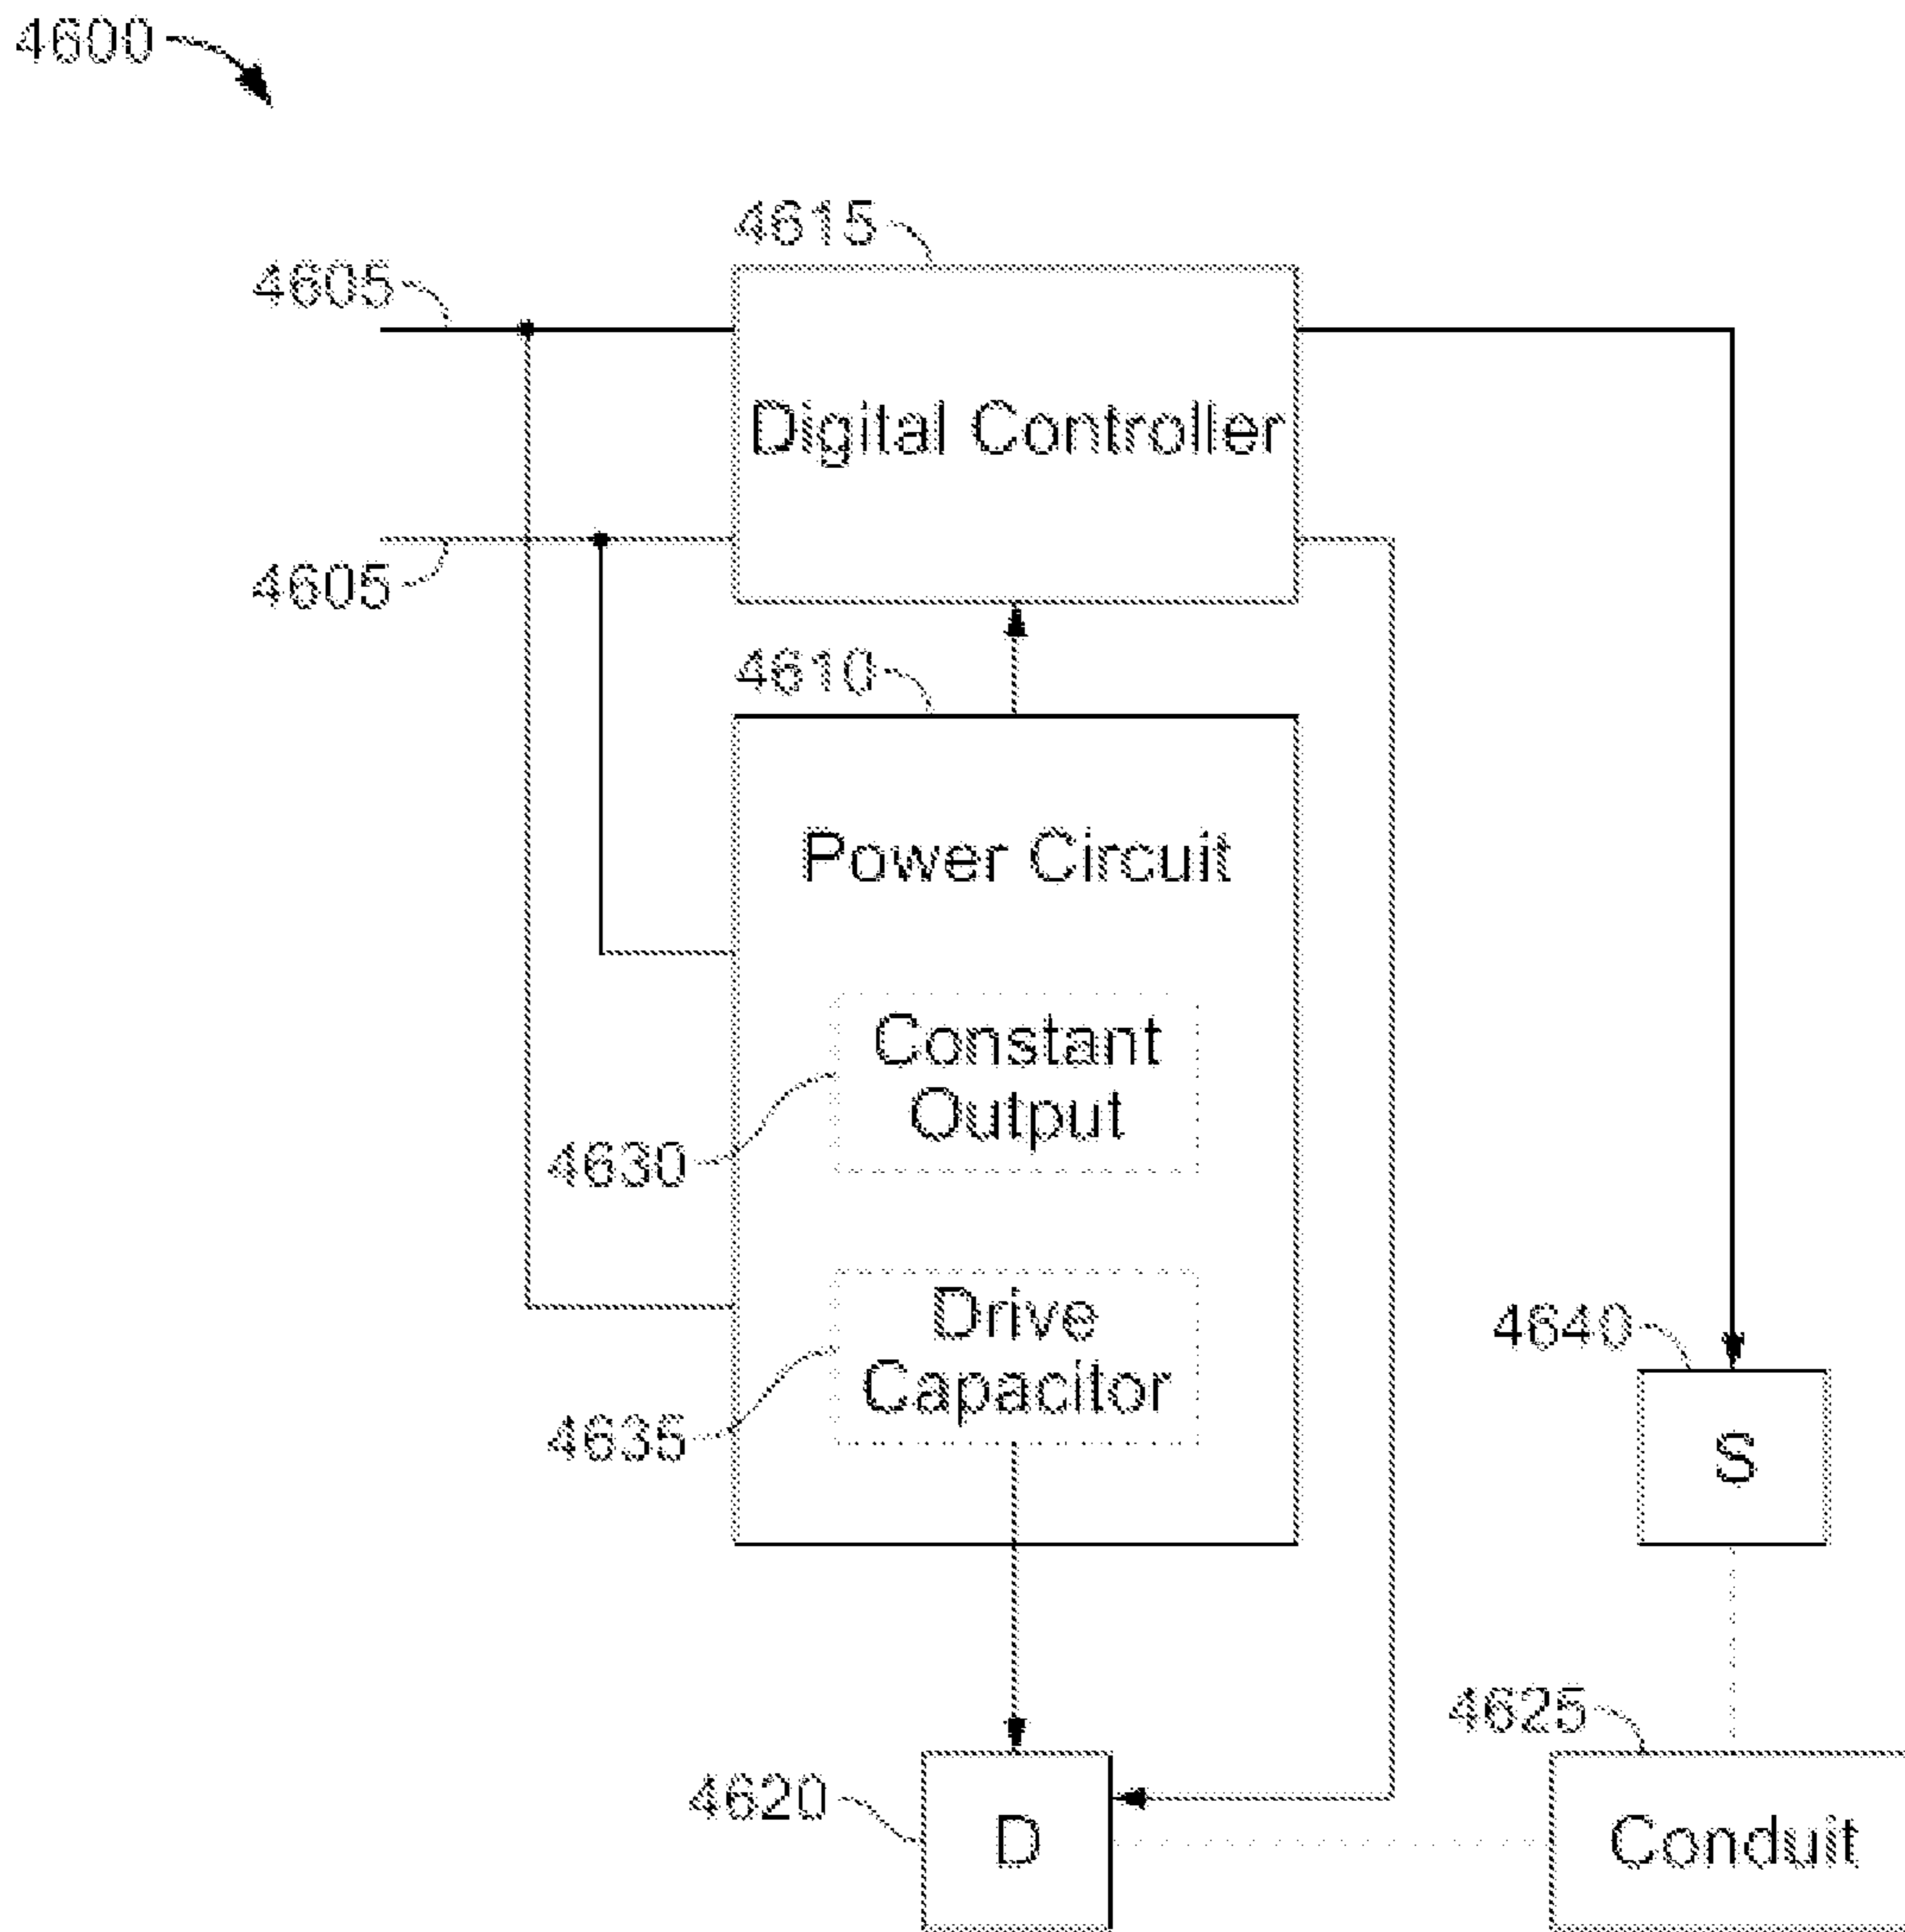 4600
4615
4605
Digital Controller
4605
4610
Power Circuit
Constant
Output
4630
Drive
Capacitor
4635
4640
S
4625
4620
D
Conduit